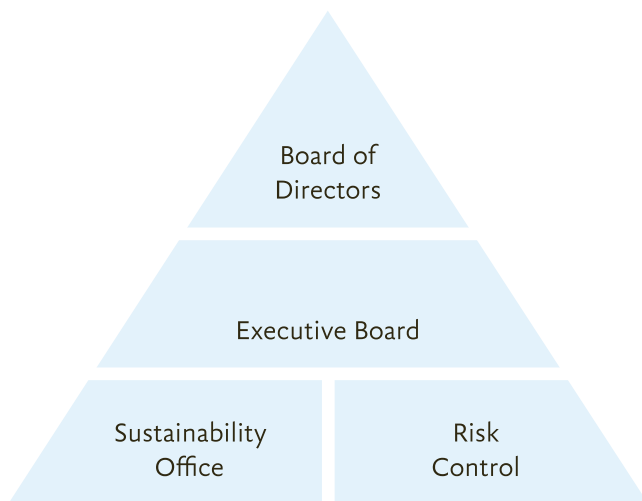 Board of
Directors
Executive Board
Sustainability
Office
Risk
Control